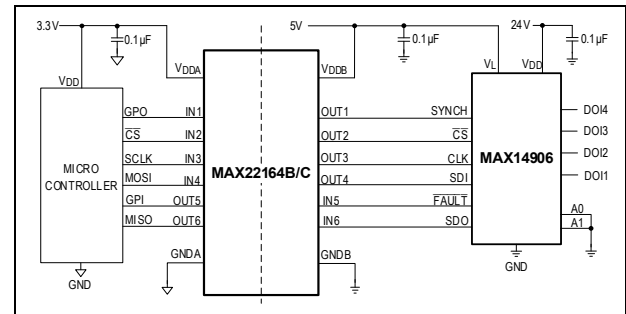 3.3V
0.1µF
5V
0.1µF
24V
0.1µF
VDD
VDDA
VDDB
VL
VDD
GPO
IN1
OUT1
SYNCH
DOI4
CS
IN2
OUT2
CS
DOI3
SCLK
IN3
OUT3
CLK
DOI2
MICRO
CONTROLLER
MAX22164B/C
MAX14906
MOSI
IN4
OUT4
SDI
DOI1
GPI
OUT5
IN5
FAULT
MISO
OUT6
IN6
SDO
A0
A1
GNDA
GNDB
GND
GND